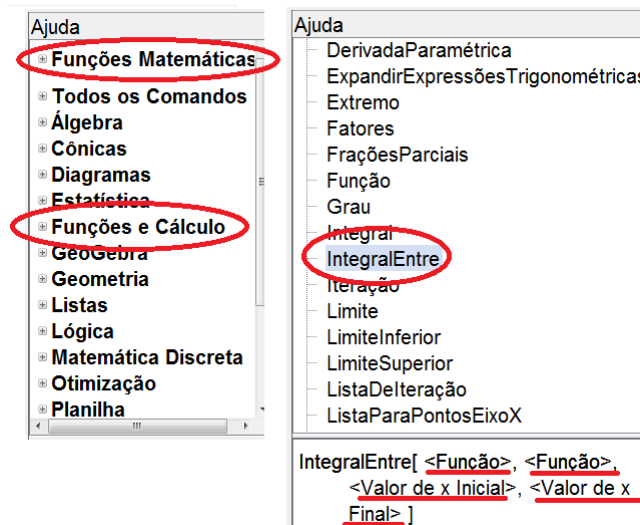 Ajuda
Funções Matemáticas
Todos os Comandos
Álgebra
Cônicas
Diagramas
Estatística
Funções e Cálculo
GeoGebra
Geometria
Listas
Lógica
Matemática Discreta
Otimização
Planilha
Ajuda
DerivadaParamétrica
ExpandirExpressõesTrigonométricas
Extremo
Fatores
FraçõesParciais
Função
Grau
Integral
IntegralEntre
Iteração
Limite
LimiteInferior
LimiteSuperior
ListaDeIteração
ListaParaPontosEixoX
IntegralEntre[ <Função>, <Função>,
<Valor de x Inicial>, <Valor de x
Final> ]